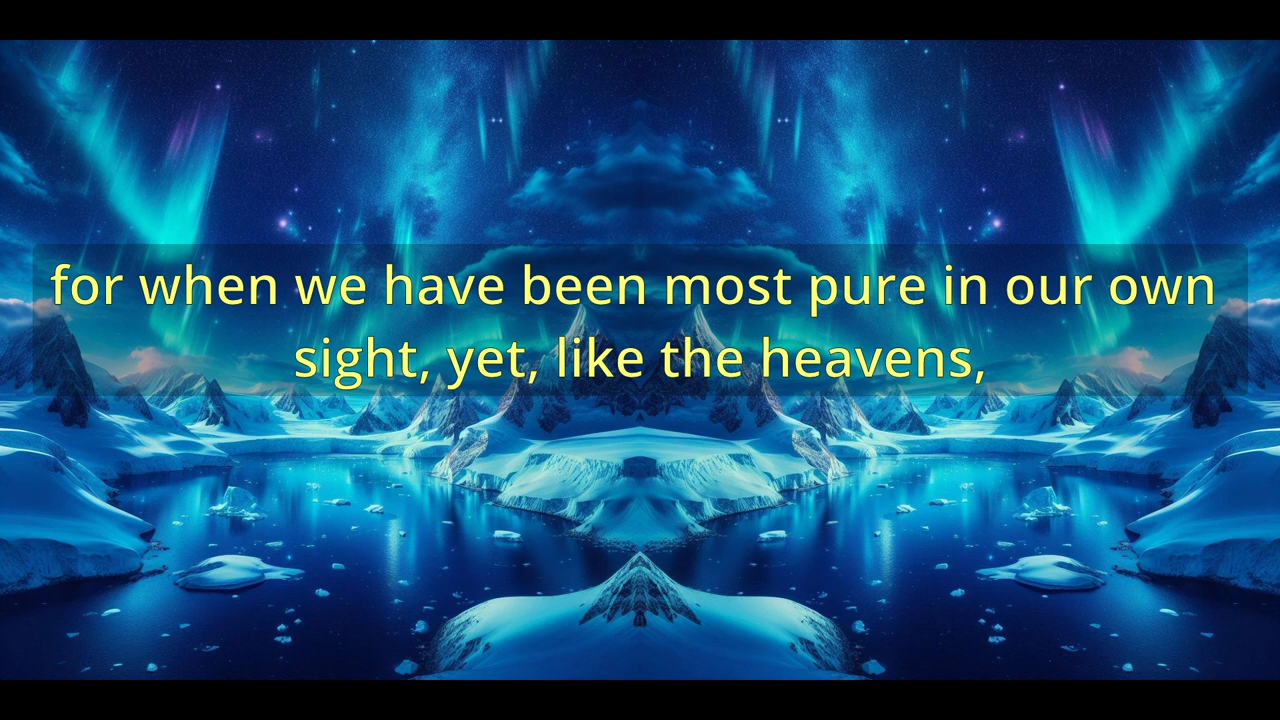 for when we have been most pure in our own
sight, yet, like the heavens,